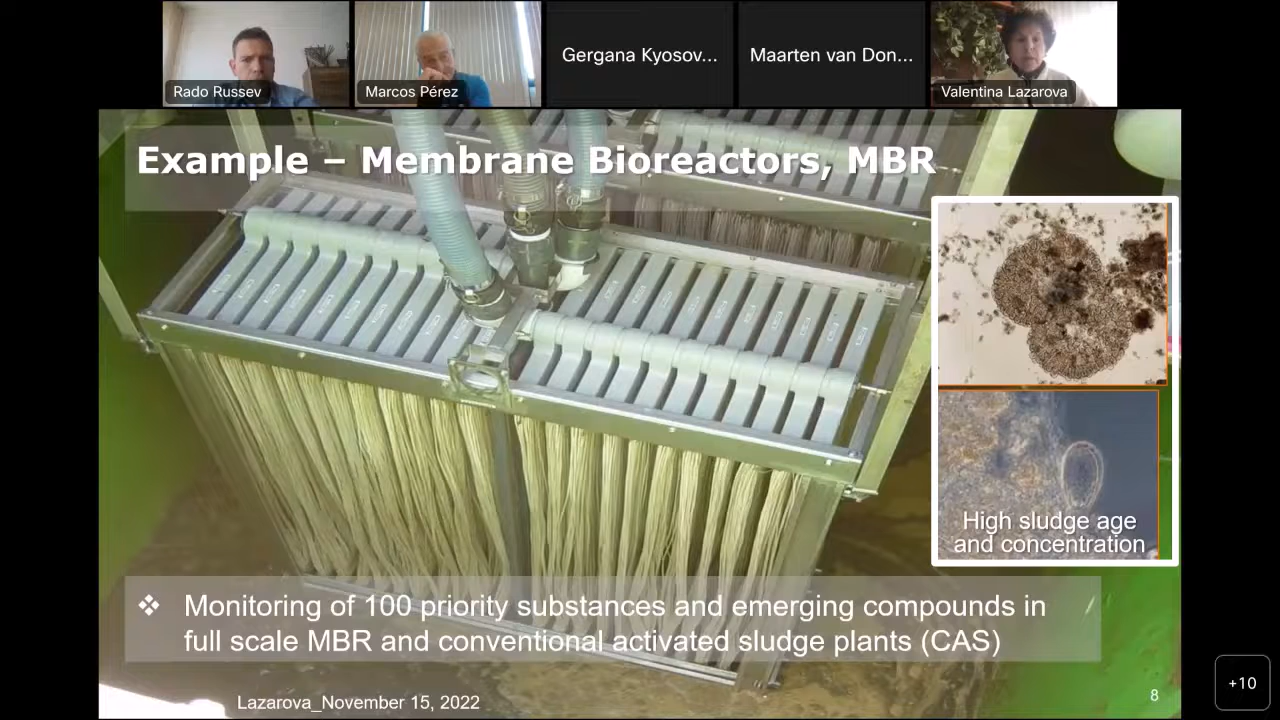 Rado Russev
Marcos Pérez
Gergana Kyosov...
Maarten van Don...
Valentina Lazarova
Example – Membrane Bioreactors, MBR
High sludge age
and concentration
❖ Monitoring of 100 priority substances and emerging compounds in
full scale MBR and conventional activated sludge plants (CAS)
Lazarova_November 15, 2022
8
+10